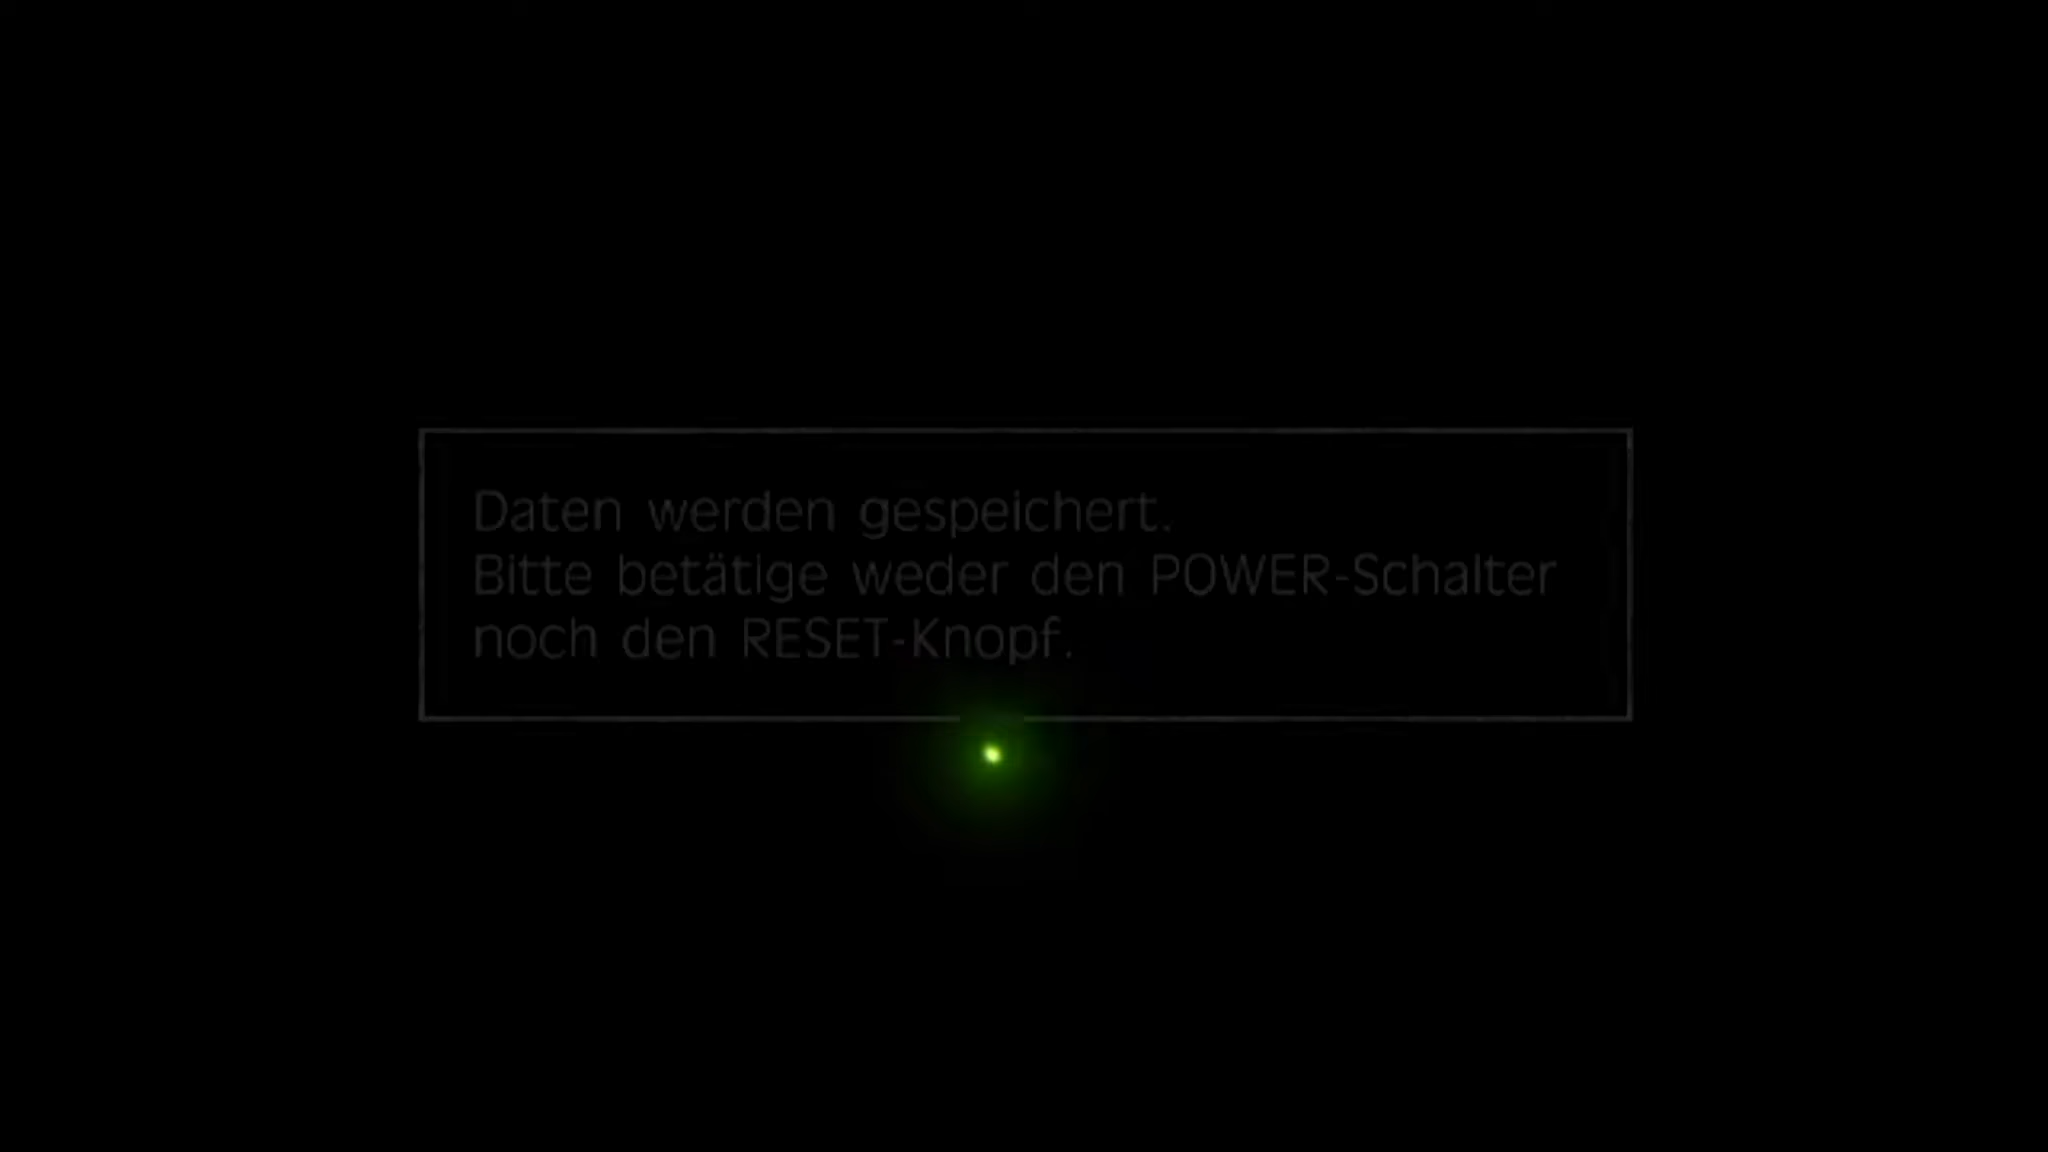 Daten werden gespeichert.
Bitte betätige weder den POWER-Schalter
noch den RESET-Knopf.